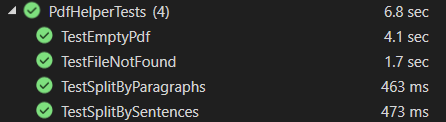 PdfHelperTests (4) 6.8 sec
TestEmptyPdf 4.1 sec
TestFileNotFound 1.7 sec
TestSplitByParagraphs 463 ms
TestSplitBySentences 473 ms